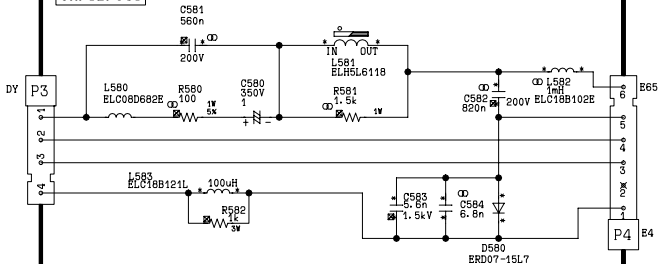 C581
560n
200V
IN OUT
L581
ELH5L6118
DY P3
L580
ELC08D682E
R580
100
1W
5%
C580
350V
1
+ -
R581
1.5k
1W
C582
820n
200V
L582
1mH
ELC18B102E
E65
1
2
3
4
6
5
4
3
2
1
L583
ELC18B121L
100uH
R582
1k
3W
C583
5.6n
1.5kV
C584
6.8n
D580
ERD07-15L7
P4 E4